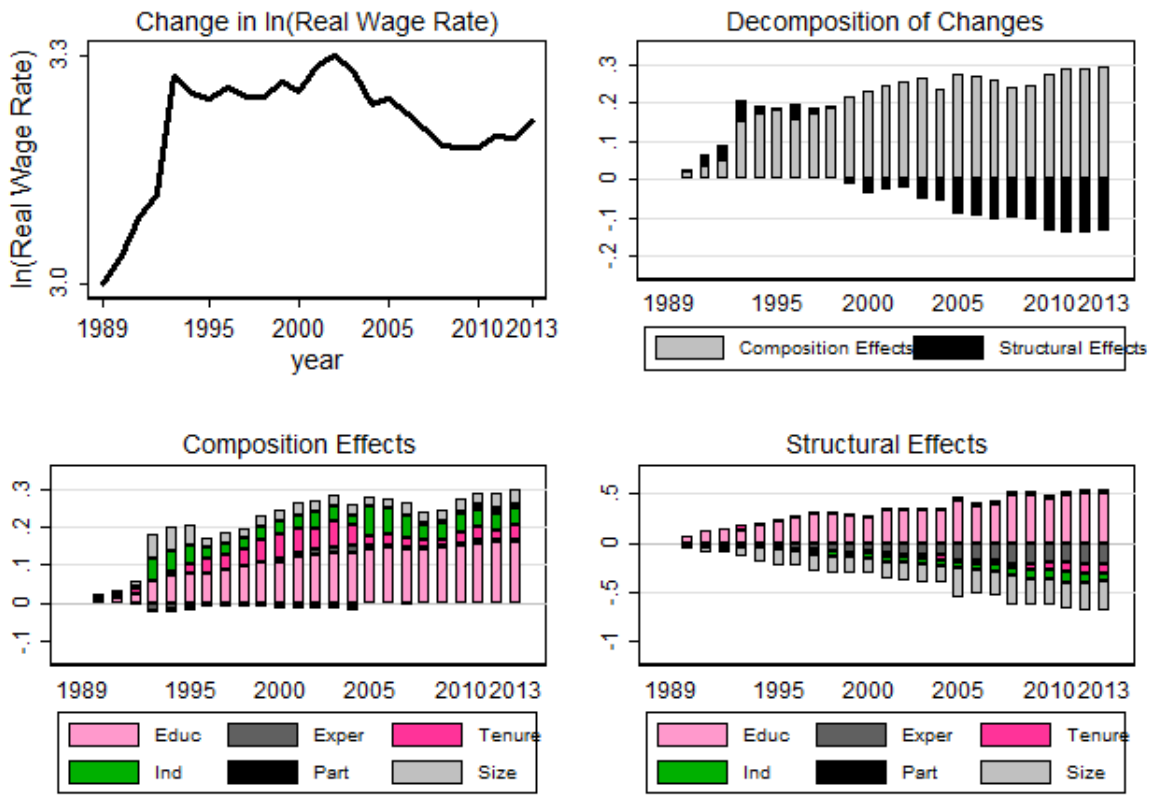 Change in ln(Real Wage Rate)
ln(Real Wage Rate)
3.3
3.0
1989 1995 2000 2005 2010 2013
year
Decomposition of Changes
.3
.2
.1
0
-.1
-.2
1989 1995 2000 2005 2010 2013
Composition Effects Structural Effects
Composition Effects
.3
.2
.1
0
-.1
1989 1995 2000 2005 2010 2013
Educ Exper Tenure
Ind Part Size
Structural Effects
.5
0
-.5
-1
1989 1995 2000 2005 2010 2013
Educ Exper Tenure
Ind Part Size